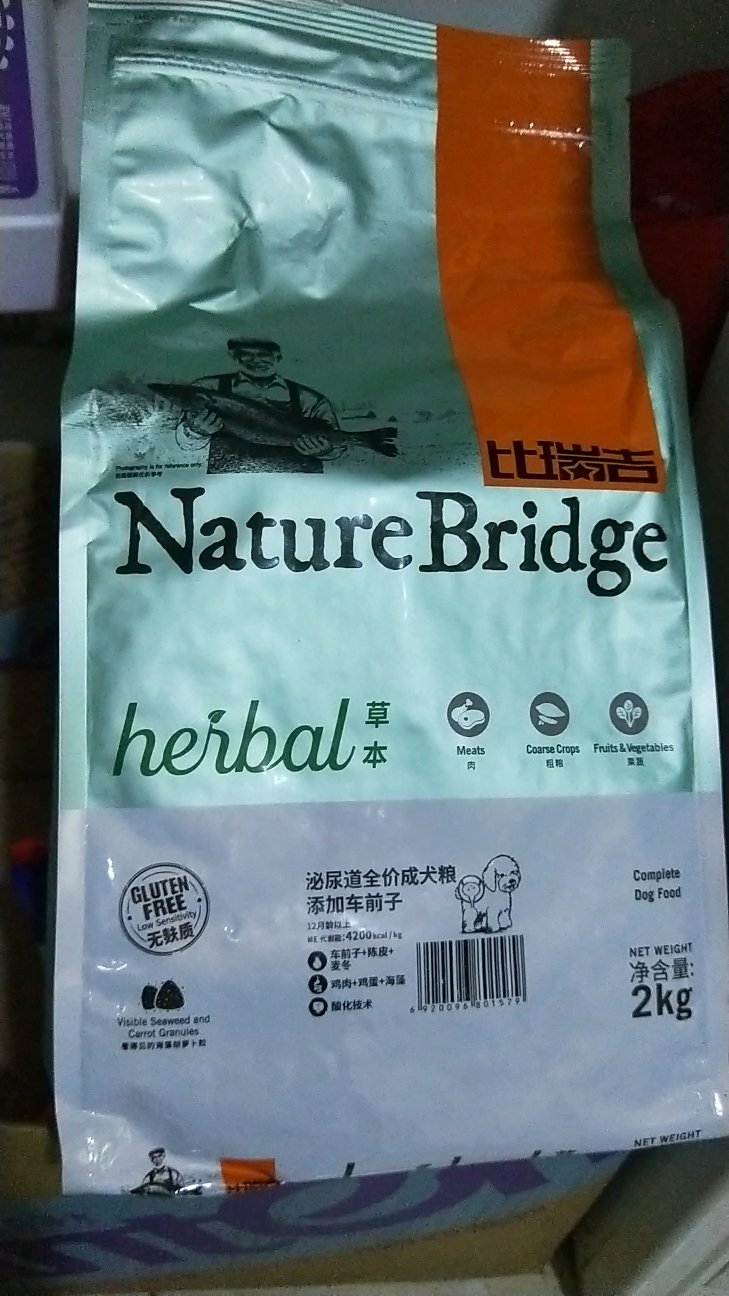 比瑞吉
Photography is for reference only.
NatureBridge
herbal
草本
Meats
肉
Coarse Crops
粗粮
Fruits & Vegetables
果蔬
GLUTEN
FREE
Low Sensitivity
无麸质
Visible Seaweed and
Carrot Granules
看得见的海藻胡萝卜粒
泌尿道全价成犬粮
添加车前子
12月龄以上
ME 代谢能:4200kcal/kg
车前子+陈皮+
麦冬
鸡肉+鸡蛋+海藻
酸化技术
6 920096 801579
Complete
Dog Food
NET WEIGHT
净含量:
2kg
NET WEIGHT